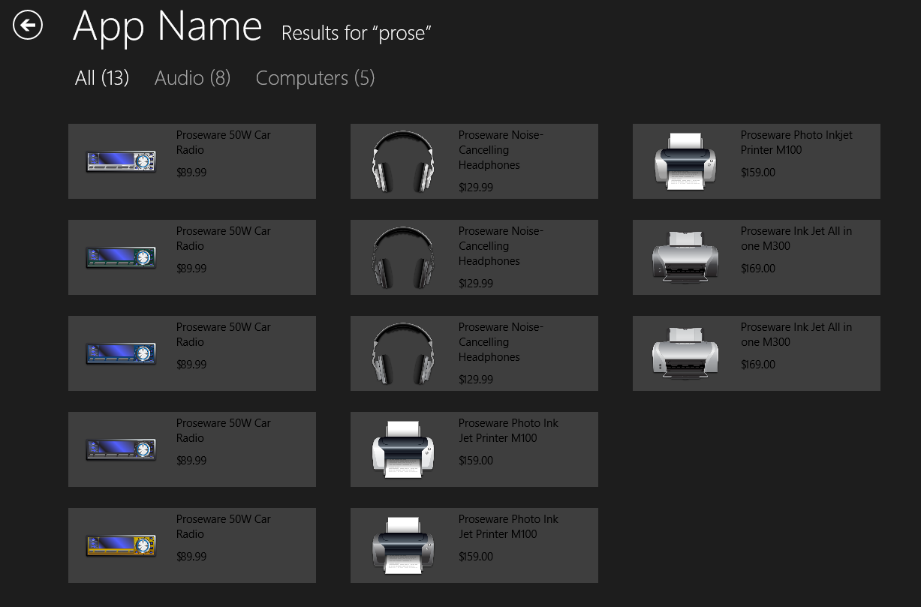 App Name Results for “prose”
All (13) Audio (8) Computers (5)
Proseware 50W Car
Radio
$89.99
Proseware 50W Car
Radio
$89.99
Proseware 50W Car
Radio
$89.99
Proseware 50W Car
Radio
$89.99
Proseware 50W Car
Radio
$89.99
Proseware Noise-
Cancelling
Headphones
$129.99
Proseware Noise-
Cancelling
Headphones
$129.99
Proseware Noise-
Cancelling
Headphones
$129.99
Proseware Photo Ink
Jet Printer M100
$159.00
Proseware Photo Ink
Jet Printer M100
$159.00
Proseware Photo Inkjet
Printer M100
$159.00
Proseware Ink Jet All in
one M300
$169.00
Proseware Ink Jet All in
one M300
$169.00